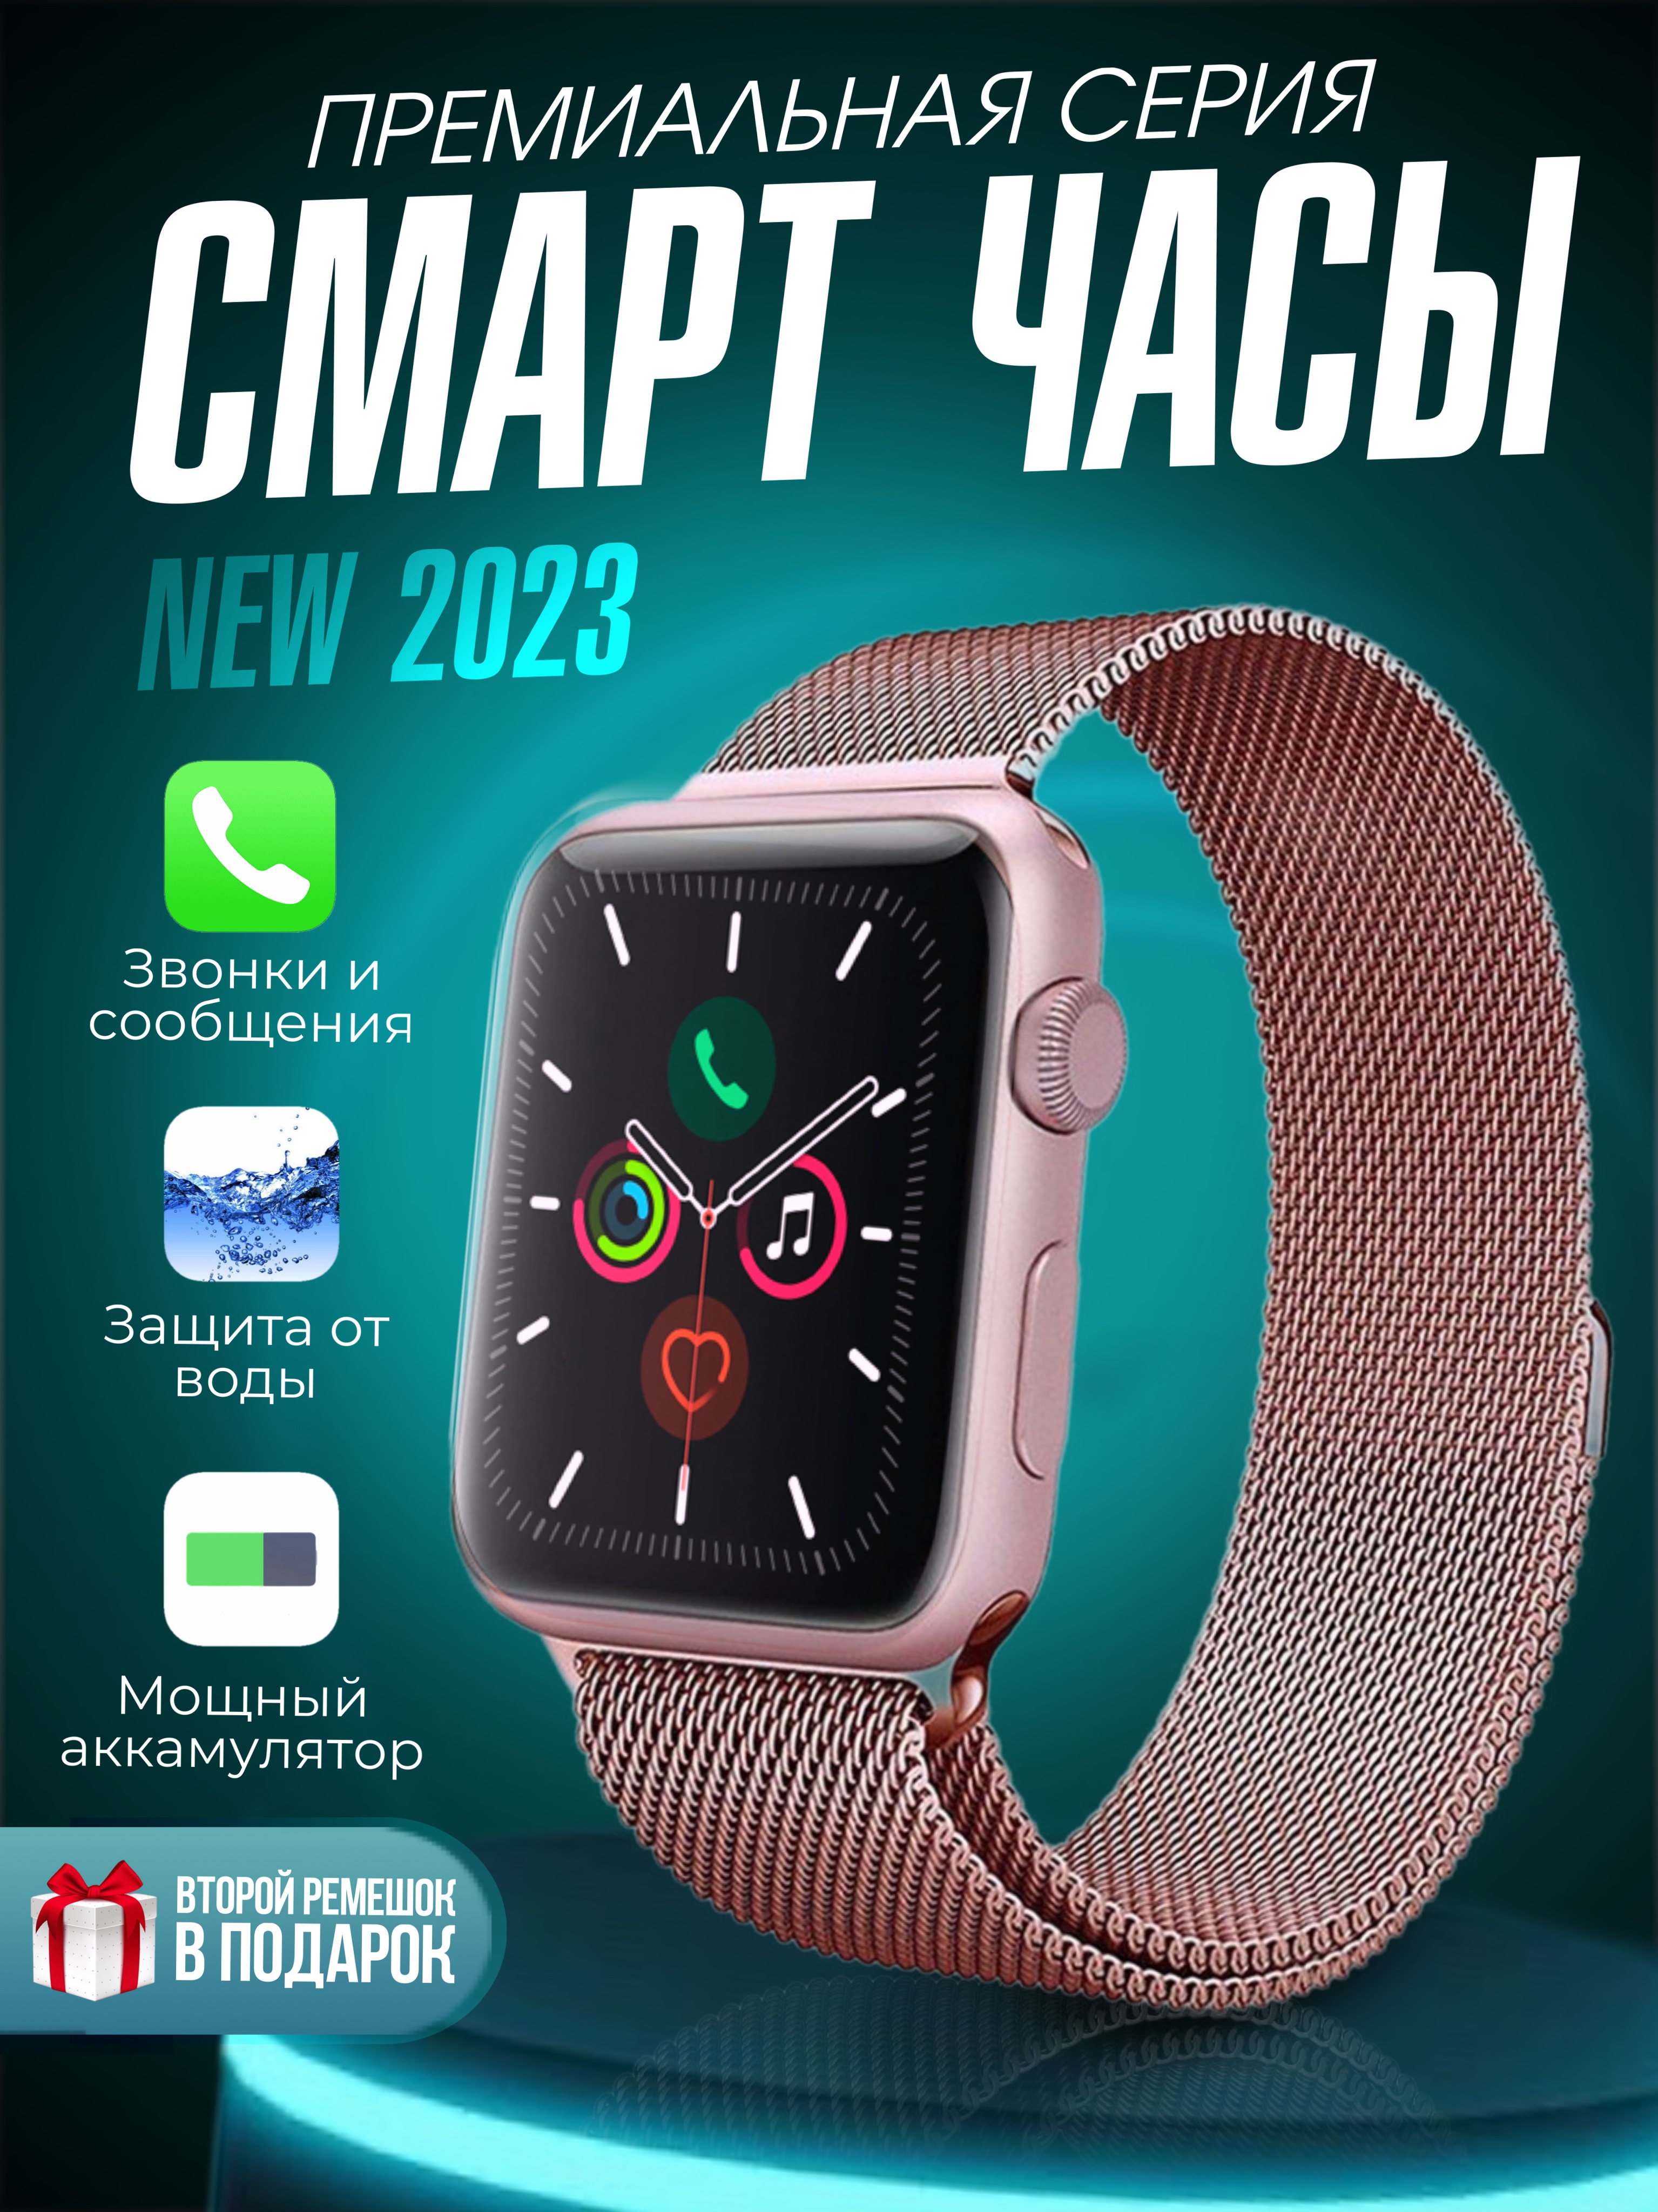 ПРЕМИАЛЬНАЯ СЕРИЯ
СМАРТ ЧАСЫ
NEW 2023
Звонки и
сообщения
Защита от
воды
Мощный
аккамулятор
ВТОРОЙ РЕМЕШОК
В ПОДАРОК